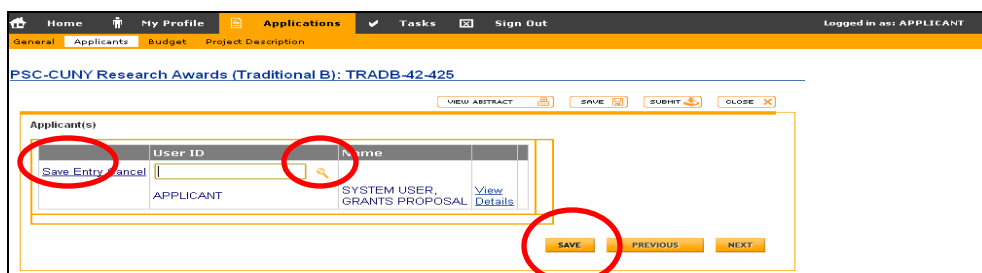 Home My Profile Applications Tasks Sign Out Logged in as: APPLICANT
General Applicants Budget Project Description
PSC-CUNY Research Awards (Traditional B): TRADB-42-425
VIEW ABSTRACT SAVE SUBMIT CLOSE
Applicant(s)
User ID Name
Save Entry Cancel
APPLICANT SYSTEM USER, GRANTS PROPOSAL View Details
SAVE PREVIOUS NEXT